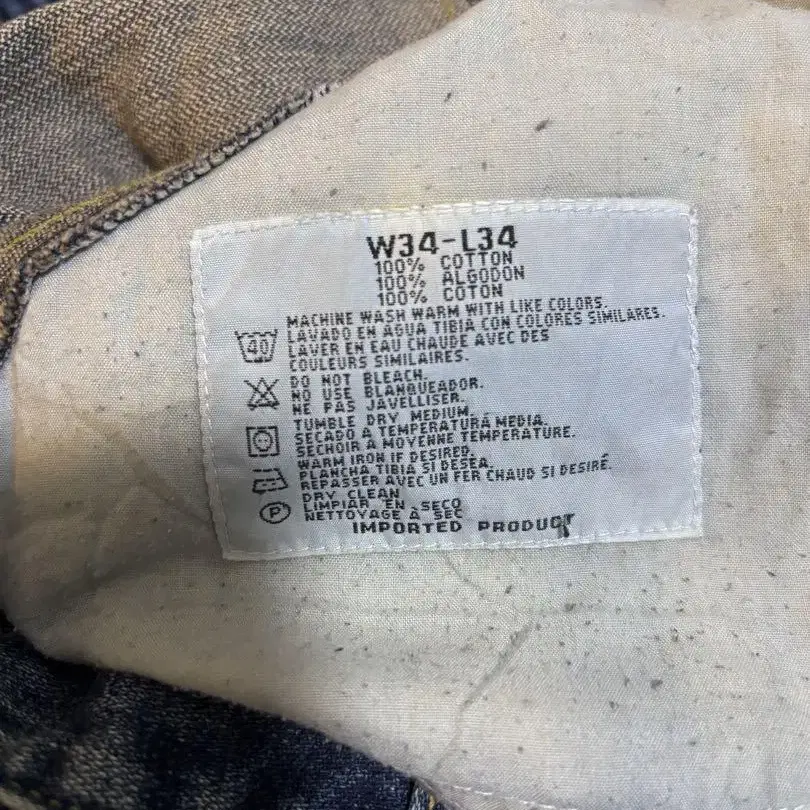 W34-L34
100% COTTON
100% ALGODON
100% COTON
MACHINE WASH WARM WITH LIKE COLORS.
LAVADO EN AGUA TIBIA CON COLORES SIMILARES.
LAVER EN EAU CHAUDE AVEC DES
COULEURS SIMILAIRES.
40
DO NOT BLEACH.
NO USE BLANQUEADOR.
NE PAS JAVELLISER.
TUMBLE DRY MEDIUM.
SECADO A TEMPERATURA MEDIA.
SECHOIR A MOYENNE TEMPERATURE.
WARM IRON IF DESIRED.
PLANCHA TIBIA SI DESEA.
REPASSER AVEC UN FER CHAUD SI DESIRÉ.
DRY CLEAN
LIMPIAR EN SECO
NETTOYAGE À SEC
P
IMPORTED PRODUCT